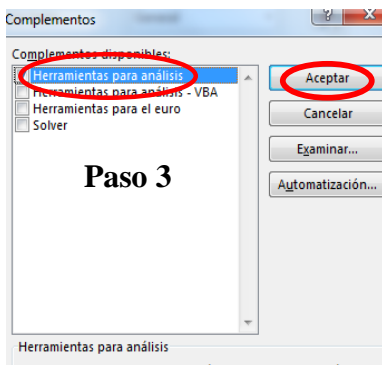 Complementos
Complementos disponibles:
Herramientas para análisis
Herramientas para análisis - VBA
Herramientas para el euro
Solver
Aceptar
Cancelar
Examinar...
Automatización...
Paso 3
Herramientas para análisis